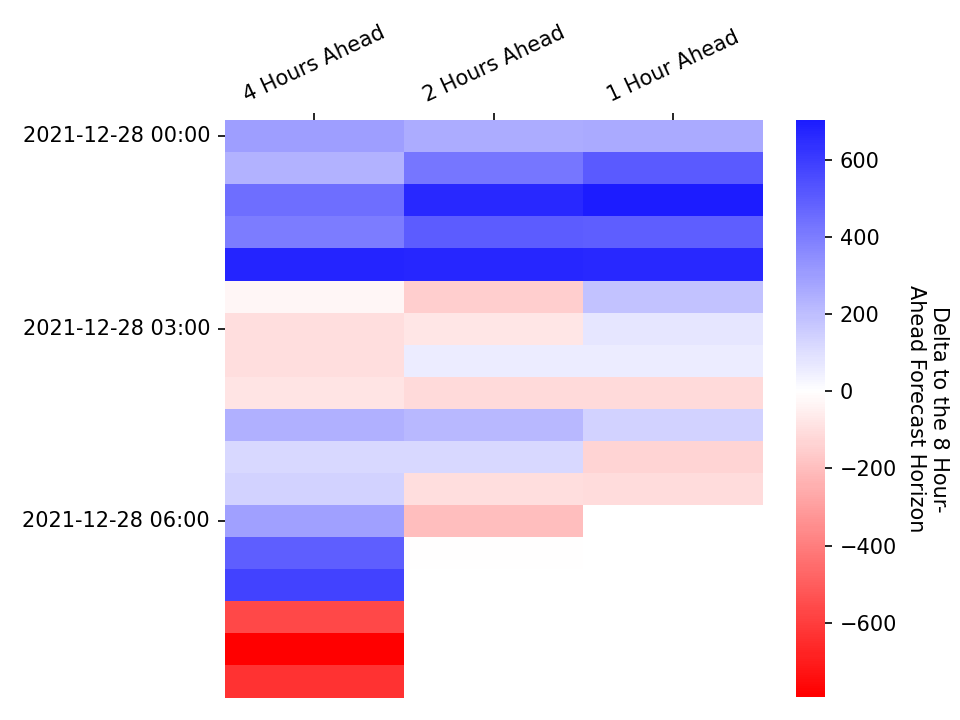 4 Hours Ahead
2 Hours Ahead
1 Hour Ahead
2021-12-28 00:00
2021-12-28 03:00
2021-12-28 06:00
600
400
200
0
−200
−400
−600
Delta to the 8 Hour-
Ahead Forecast Horizon